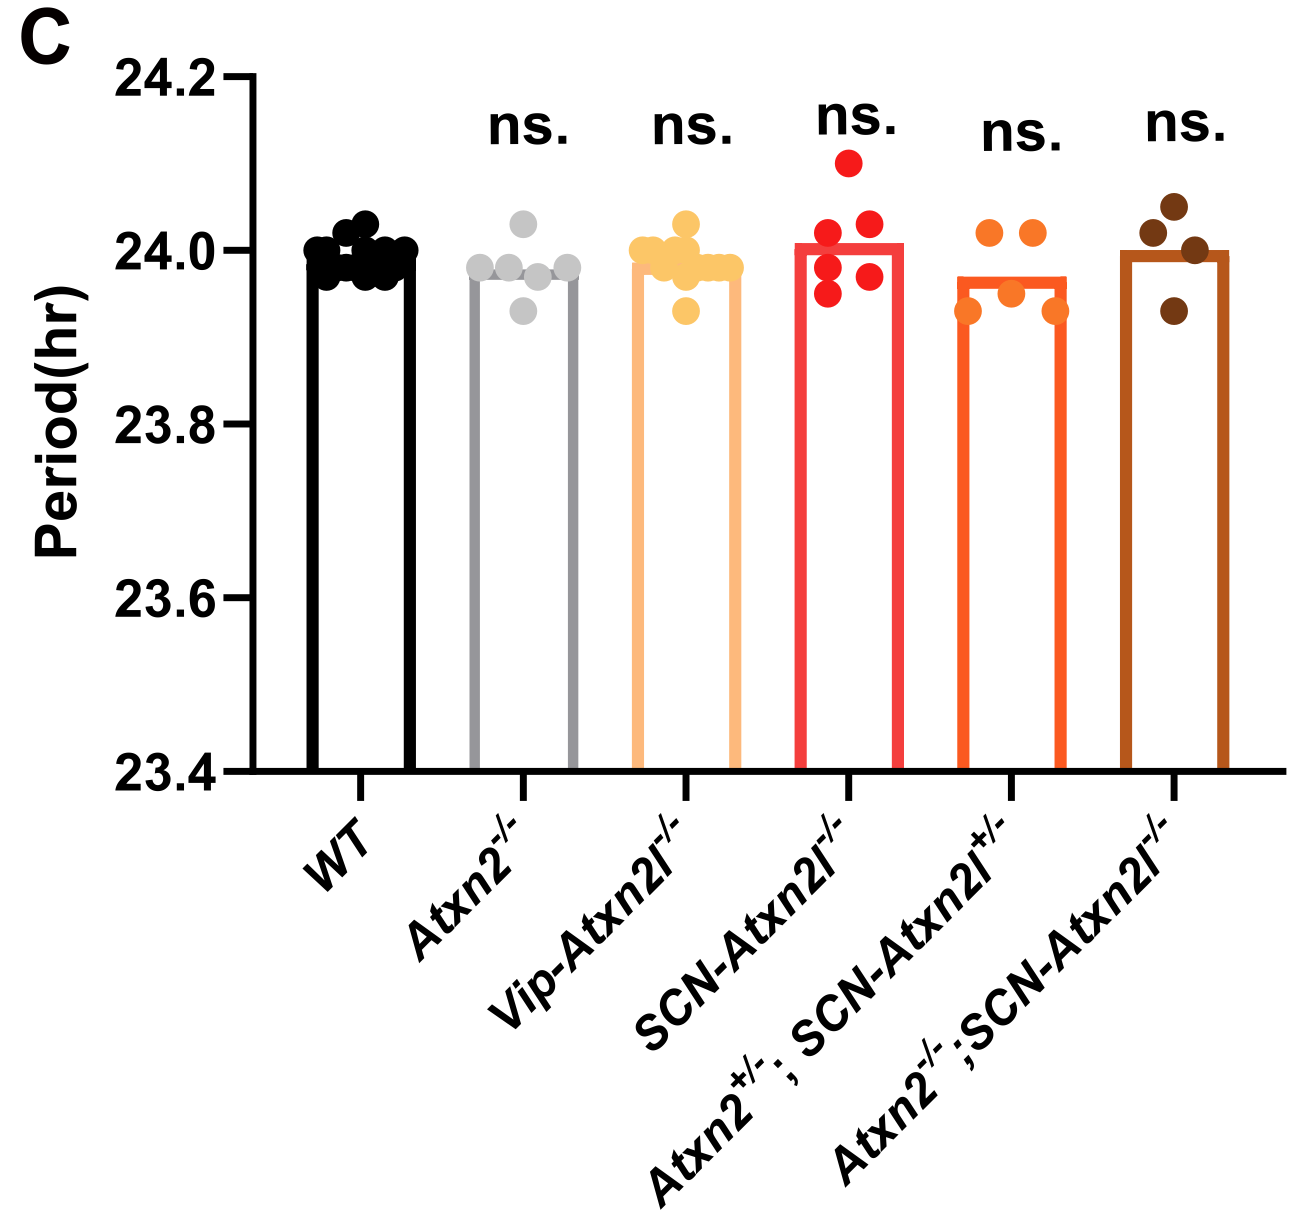 C
24.2
24.0
23.8
23.6
23.4
Period(hr)
ns.
ns.
ns.
ns.
ns.
WT
Atxn2-/-
Vip-Atxn2l-/-
SCN-Atxn2l-/-
Atxn2+/-; SCN-Atxn2l+/-
Atxn2-/-;SCN-Atxn2l-/-